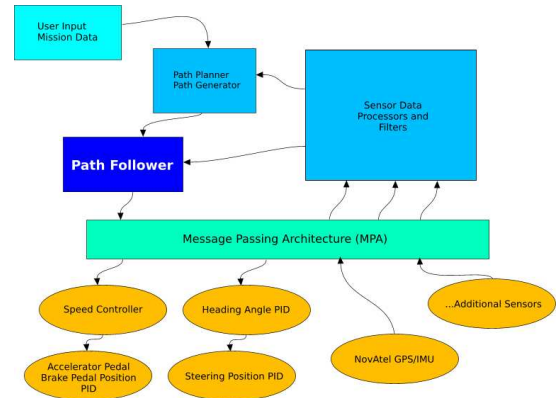 User Input
Mission Data
Path Planner
Path Generator
Sensor Data
Processors and
Filters
Path Follower
Message Passing Architecture (MPA)
Speed Controller
Heading Angle PID
...Additional Sensors
NovAtel GPS/IMU
Accelerator Pedal
Brake Pedal Position
PID
Steering Position PID